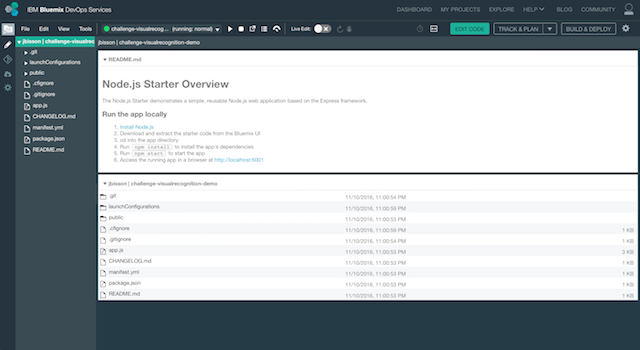 IBM Bluemix DevOps Services
DASHBOARD MY PROJECTS EXPLORE HELP BLOG COMMUNITY
File Edit View Tools challenge-visualrecog... (running: normal) Live Edit: EDIT CODE TRACK & PLAN BUILD & DEPLOY
jbisson | challenge-visualrec
jbisson | challenge-visualrecognition-demo
.git
launchConfigurations
public
.cfignore
.gitignore
app.js
CHANGELOG.md
manifest.yml
package.json
README.md
README.md
Node.js Starter Overview
The Node.js Starter demonstrates a simple, reusable Node.js web application based on the Express framework.
Run the app locally
1. Install Node.js
2. Download and extract the starter code from the Bluemix UI
3. cd into the app directory
4. Run npm install to install the app's dependencies
5. Run npm start to start the app
6. Access the running app in a browser at http://localhost:6001
jbisson | challenge-visualrecognition-demo
.git 11/10/2016, 11:00:54 PM
launchConfigurations 11/10/2016, 11:00:59 PM
public 11/10/2016, 11:00:53 PM
.cfignore 11/10/2016, 11:00:53 PM 1 KB
.gitignore 11/10/2016, 11:00:54 PM 1 KB
app.js 11/10/2016, 11:00:53 PM 3 KB
CHANGELOG.md 11/10/2016, 11:00:53 PM 1 KB
manifest.yml 11/10/2016, 11:00:53 PM 1 KB
package.json 11/10/2016, 11:00:53 PM 1 KB
README.md 11/10/2016, 11:00:53 PM 1 KB